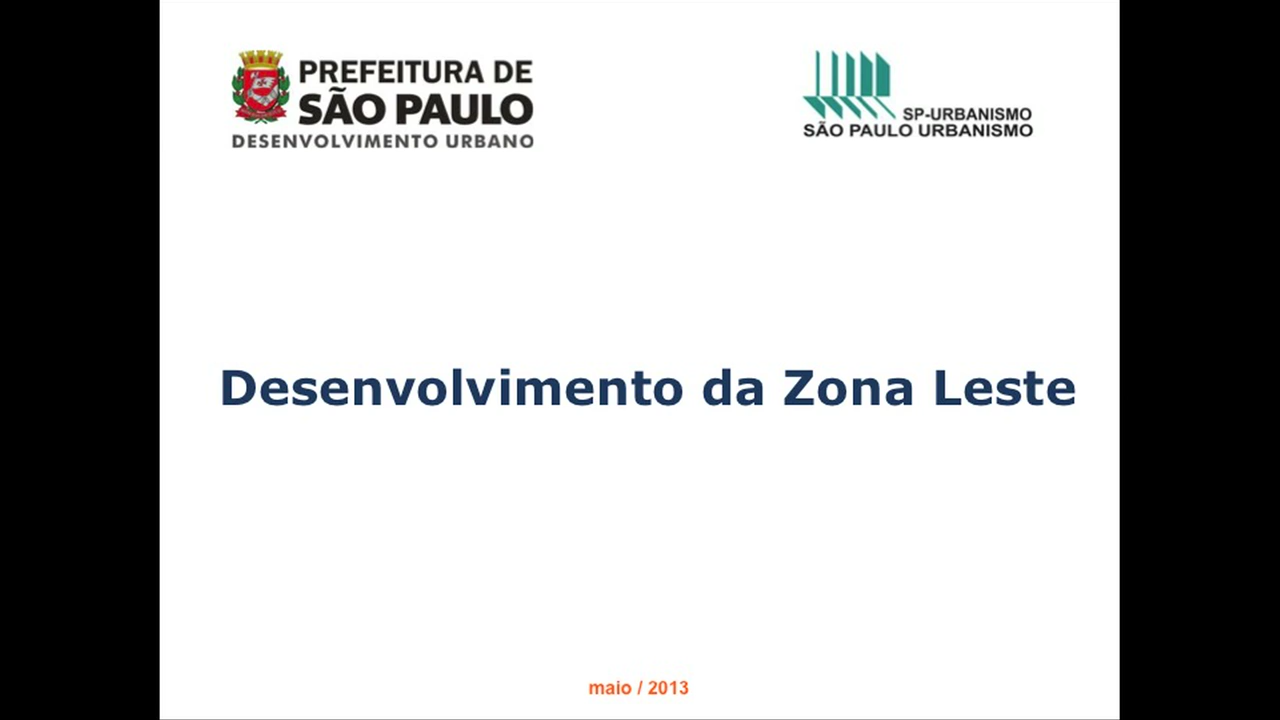 PREFEITURA DE
SÃO PAULO
DESENVOLVIMENTO URBANO
SP-URBANISMO
SÃO PAULO URBANISMO
Desenvolvimento da Zona Leste
maio / 2013